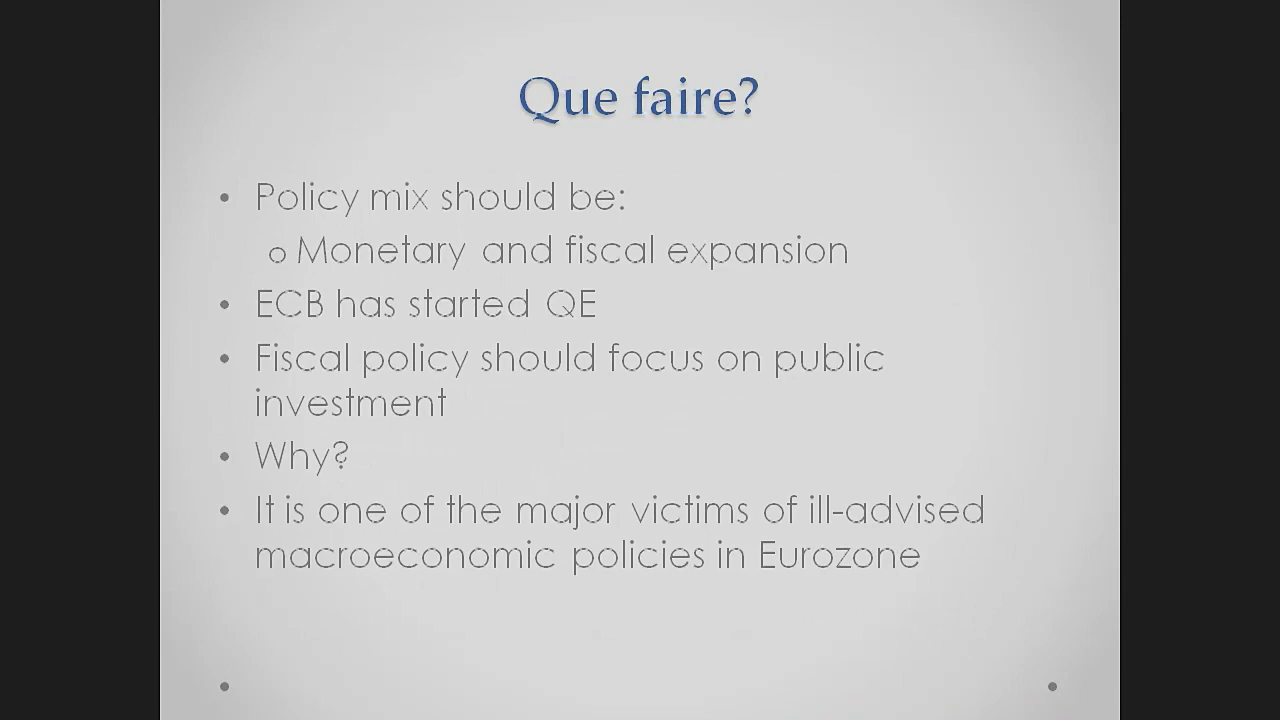 Que faire?
• Policy mix should be:
o Monetary and fiscal expansion
• ECB has started QE
• Fiscal policy should focus on public
investment
• Why?
• It is one of the major victims of ill-advised
macroeconomic policies in Eurozone